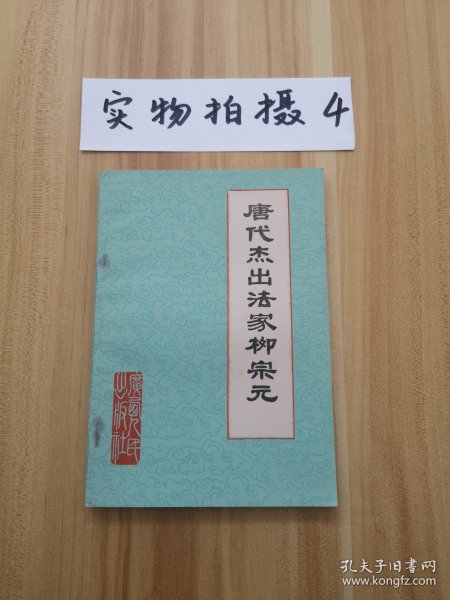 实物拍摄4
唐代杰出法家柳宗元
廣西人民
出版社
孔夫子旧书网
www.kongfz.com